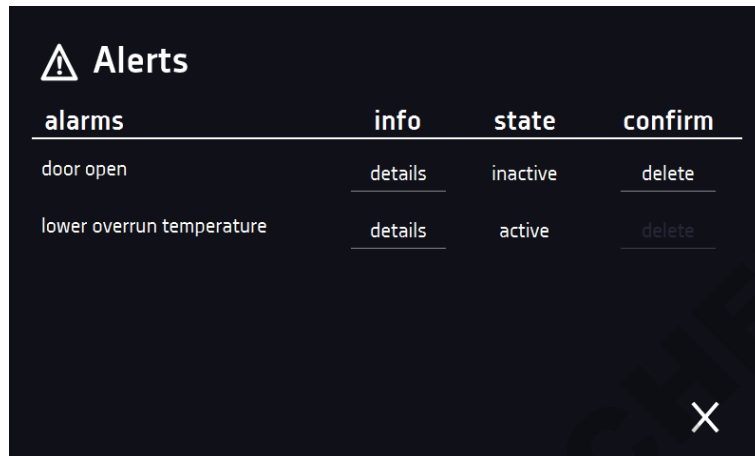 Alerts
alarms info state confirm
door open details inactive delete
lower overrun temperature details active delete